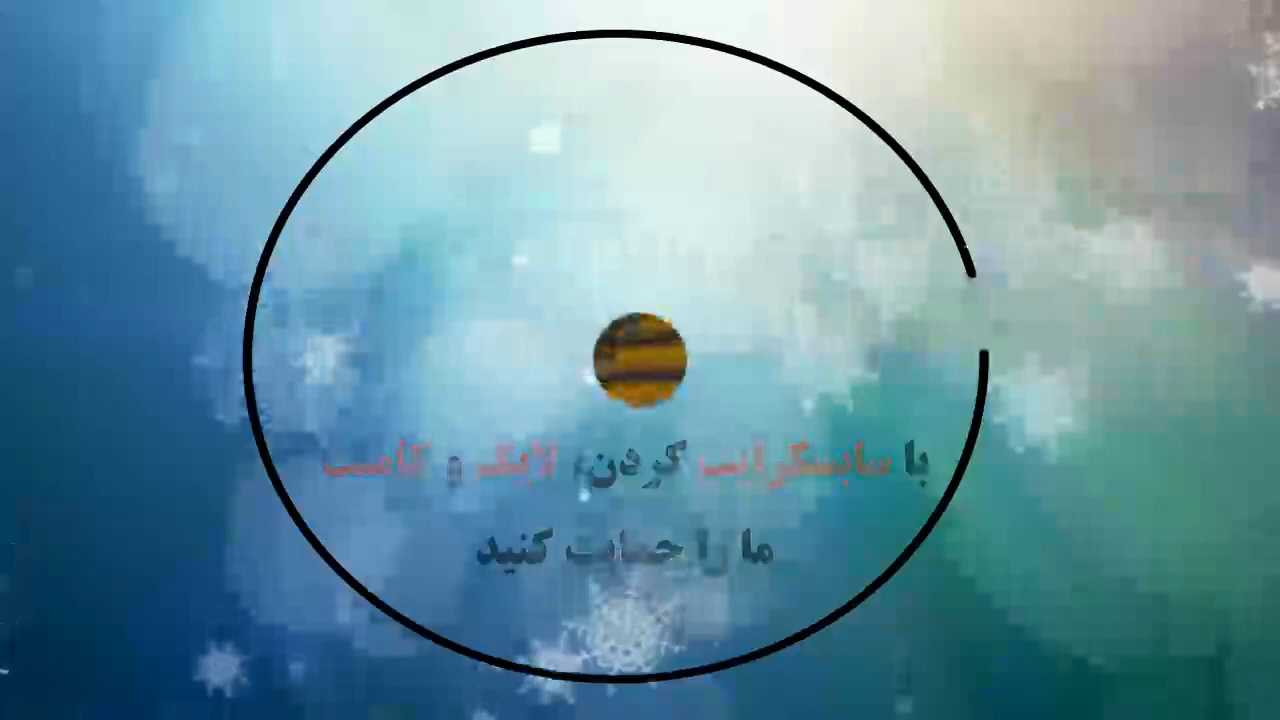 با سابسکرایب کردن، لایک و کامنت
ما را حمایت کنید